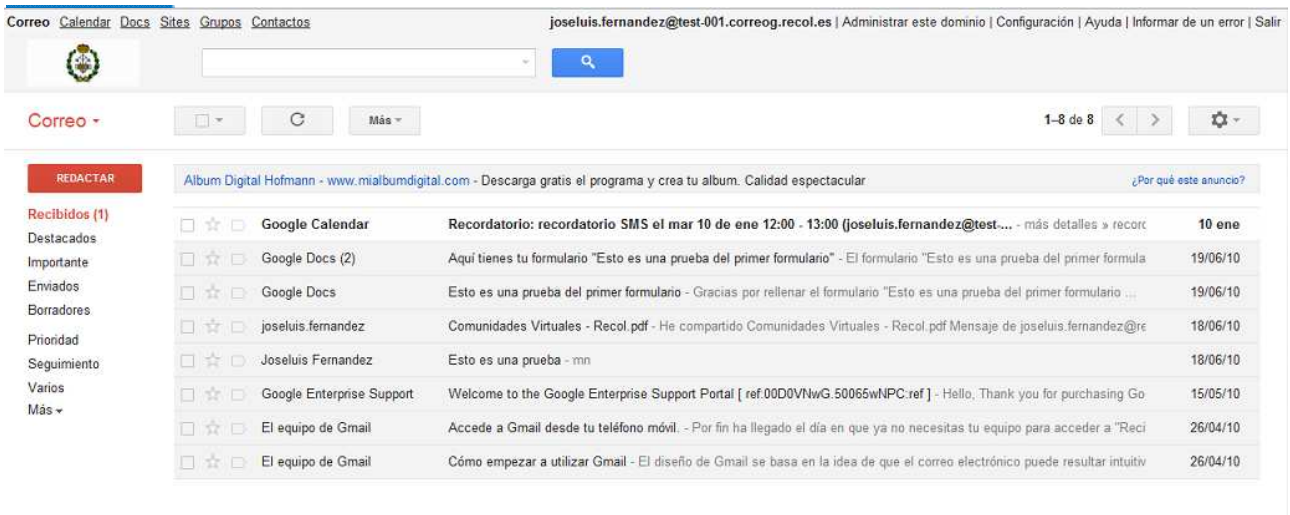 Correo Calendar Docs Sites Grupos Contactos joseluis.fernandez@test-001.correog.recol.es | Administrar este dominio | Configuración | Ayuda | Informar de un error | Salir
Correo Más 1–8 de 8
REDACTAR Album Digital Hofmann - www.mialbumdigital.com - Descarga gratis el programa y crea tu album. Calidad espectacular ¿Por qué este anuncio?
Recibidos (1)
Destacados
Importante
Enviados
Borradores
Prioridad
Seguimiento
Varios
Más
Google Calendar Recordatorio: recordatorio SMS el mar 10 de ene 12:00 - 13:00 (joseluis.fernandez@test-... - más detalles » recorc 10 ene
Google Docs (2) Aquí tienes tu formulario "Esto es una prueba del primer formulario" - El formulario "Esto es una prueba del primer formula 19/06/10
Google Docs Esto es una prueba del primer formulario - Gracias por rellenar el formulario "Esto es una prueba del primer formulario ... 19/06/10
joseluis.fernandez Comunidades Virtuales - Recol.pdf - He compartido Comunidades Virtuales - Recol.pdf Mensaje de joseluis.fernandez@re 18/06/10
Joseluis Fernandez Esto es una prueba - mn 18/06/10
Google Enterprise Support Welcome to the Google Enterprise Support Portal [ ref:00D0VNwG.50065wNPC:ref ] - Hello, Thank you for purchasing Go 15/05/10
El equipo de Gmail Accede a Gmail desde tu teléfono móvil. - Por fin ha llegado el día en que ya no necesitas tu equipo para acceder a "Reci 26/04/10
El equipo de Gmail Cómo empezar a utilizar Gmail - El diseño de Gmail se basa en la idea de que el correo electrónico puede resultar intuitiv 26/04/10